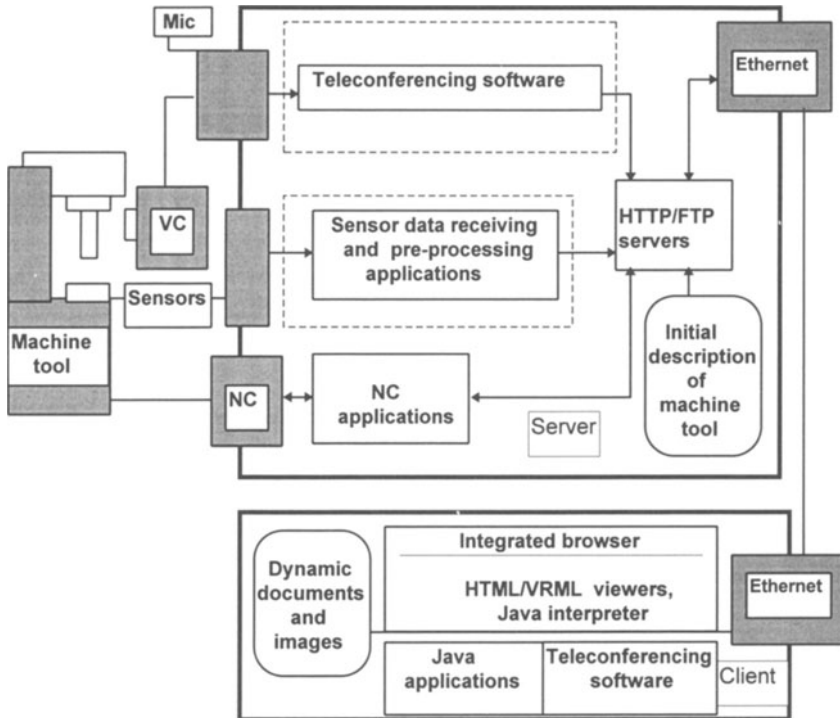 Mic
Teleconferencing software
Ethernet
VC
Sensor data receiving
and pre-processing
applications
HTTP/FTP
servers
Sensors
Machine
tool
NC
NC
applications
Initial
description
of
machine
tool
Server
Integrated browser
Dynamic
documents
and
images
HTML/VRML viewers,
Java interpreter
Ethernet
Java
applications
Teleconferencing
software
Client